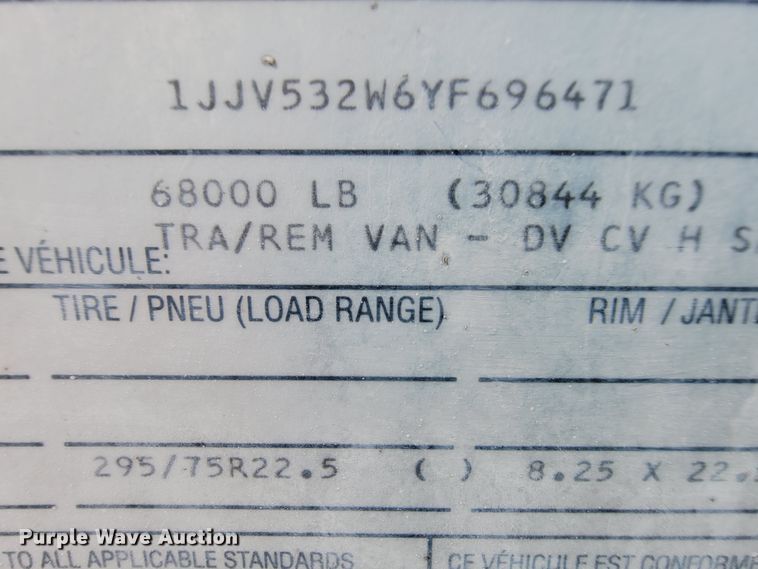 1JJV532W6YF696471
68000 LB (30844 KG)
TRA/REM VAN - DV CV H
E VÉHICULE:
TIRE / PNEU (LOAD RANGE) RIM / JANT
295/75R22.5 ( ) 8.25 X 22.
Purple Wave Auction
TO ALL APPLICABLE STANDARDS CE VÉHICULE EST CONFORME